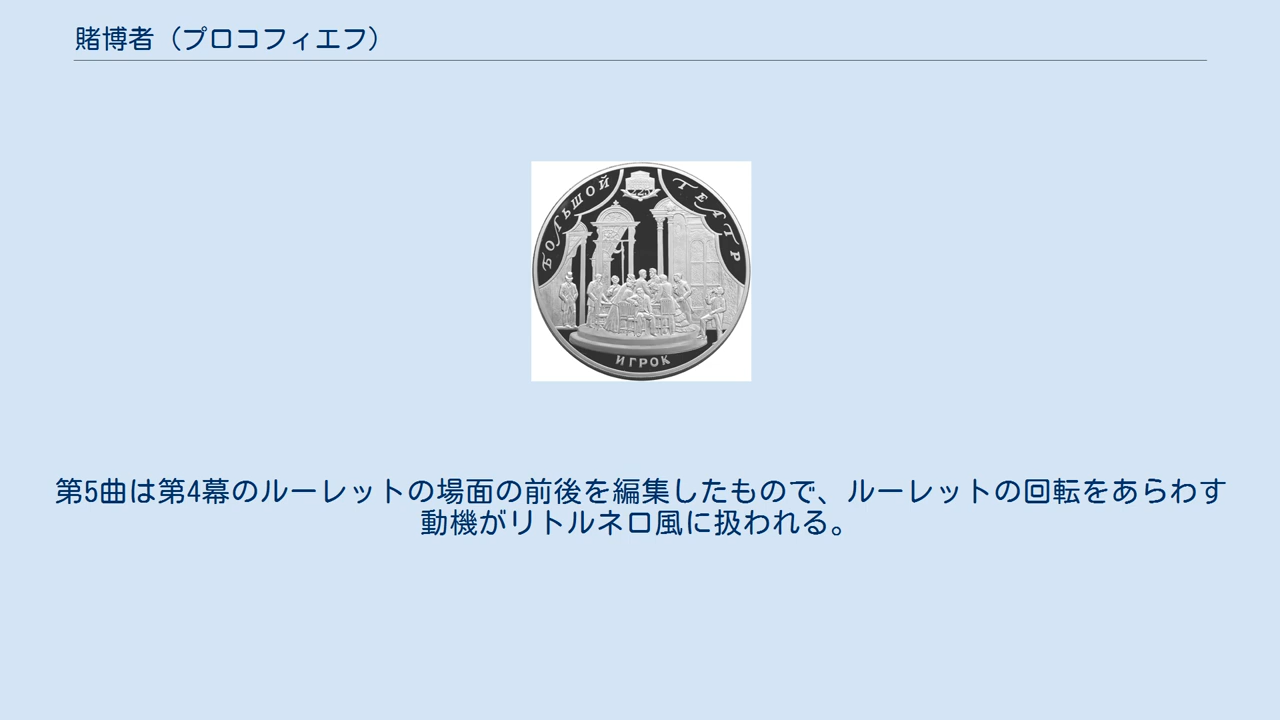 賭博者（プロコフィエフ）
БОЛЬШОЙ ТЕАТР
225
ИГРОК
第5曲は第4幕のルーレットの場面の前後を編集したもので、ルーレットの回転をあらわす
動機がリトルネロ風に扱われる。